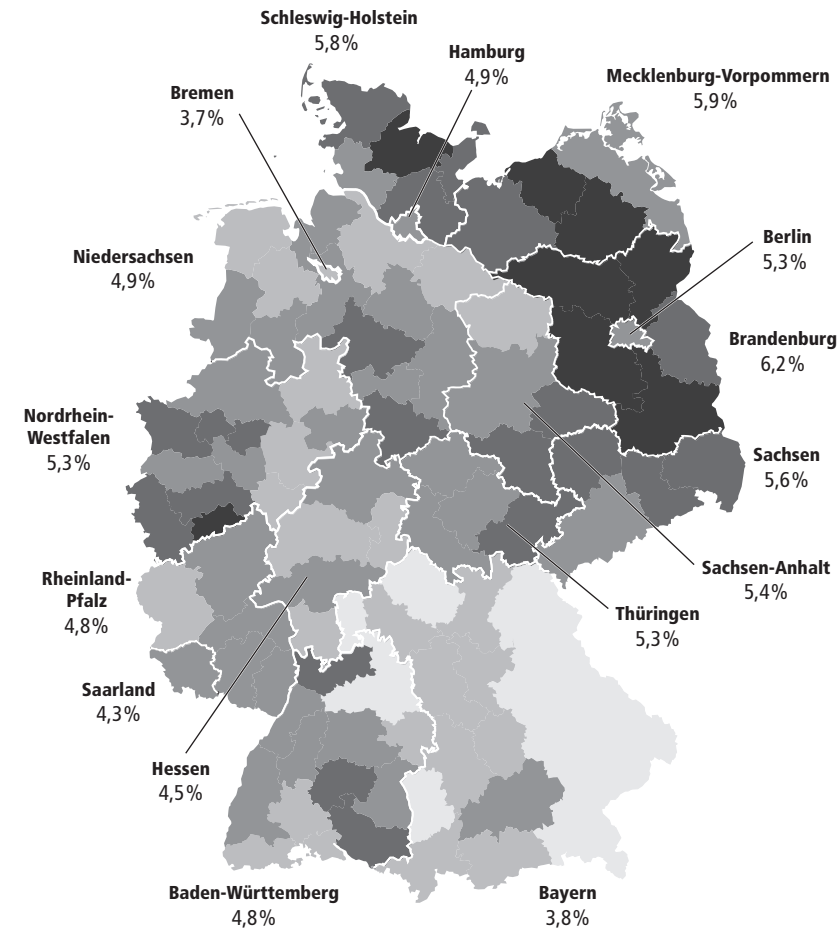 Schleswig-Holstein
5,8%
Hamburg
4,9%
Mecklenburg-Vorpommern
5,9%
Bremen
3,7%
Berlin
5,3%
Niedersachsen
4,9%
Brandenburg
6,2%
Nordrhein-
Westfalen
5,3%
Sachsen
5,6%
Sachsen-Anhalt
5,4%
Rheinland-
Pfalz
4,8%
Thüringen
5,3%
Saarland
4,3%
Hessen
4,5%
Baden-Württemberg
4,8%
Bayern
3,8%